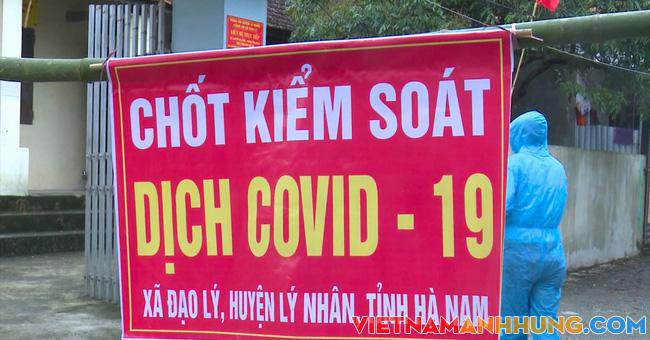 CHỐT KIỂM SOÁT
DỊCH COVID - 19
XÃ ĐẠO LÝ, HUYỆN LÝ NHÂN, TỈNH HÀ NAM
VIETNAMANHHUNG.COM